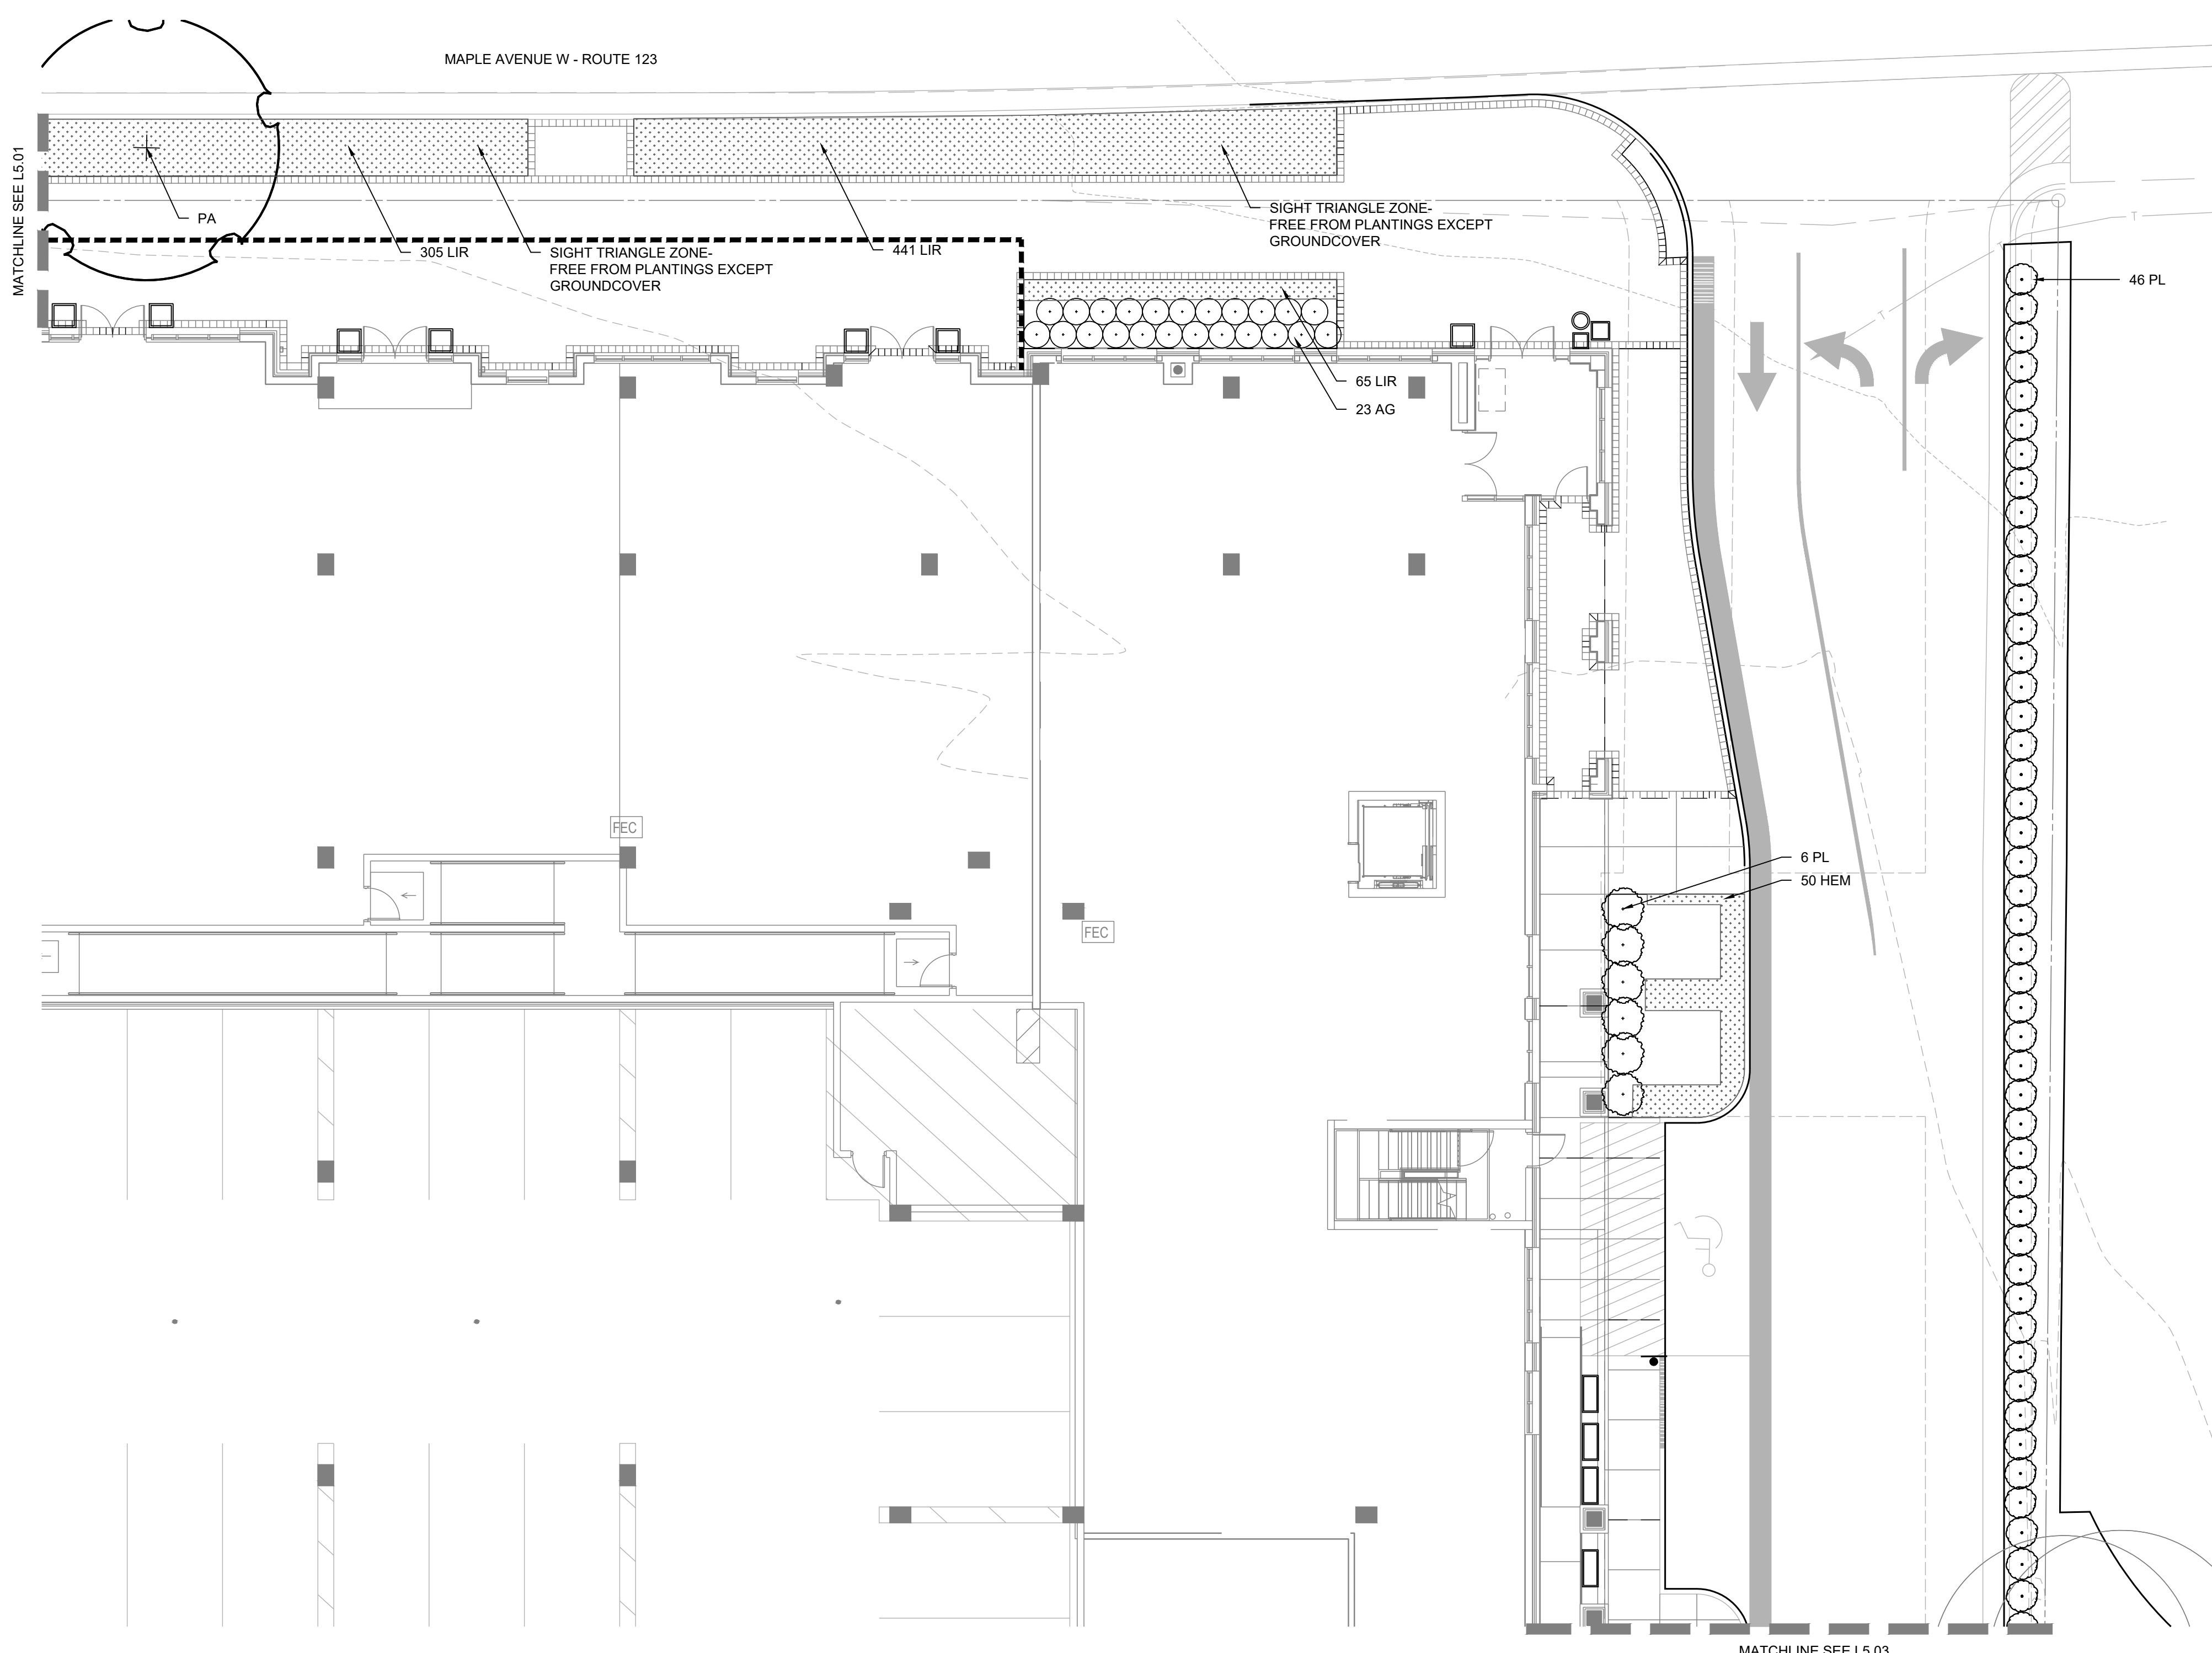 MAPLE AVENUE W - ROUTE 123
MATCHLINE SEE L5.01
PA
305 LIR
SIGHT TRIANGLE ZONE-
FREE FROM PLANTINGS EXCEPT
GROUNDCOVER
441 LIR
SIGHT TRIANGLE ZONE-
FREE FROM PLANTINGS EXCEPT
GROUNDCOVER
46 PL
65 LIR
23 AG
FEC
6 PL
50 HEM
FEC
MATCHLINE SEE L5.03